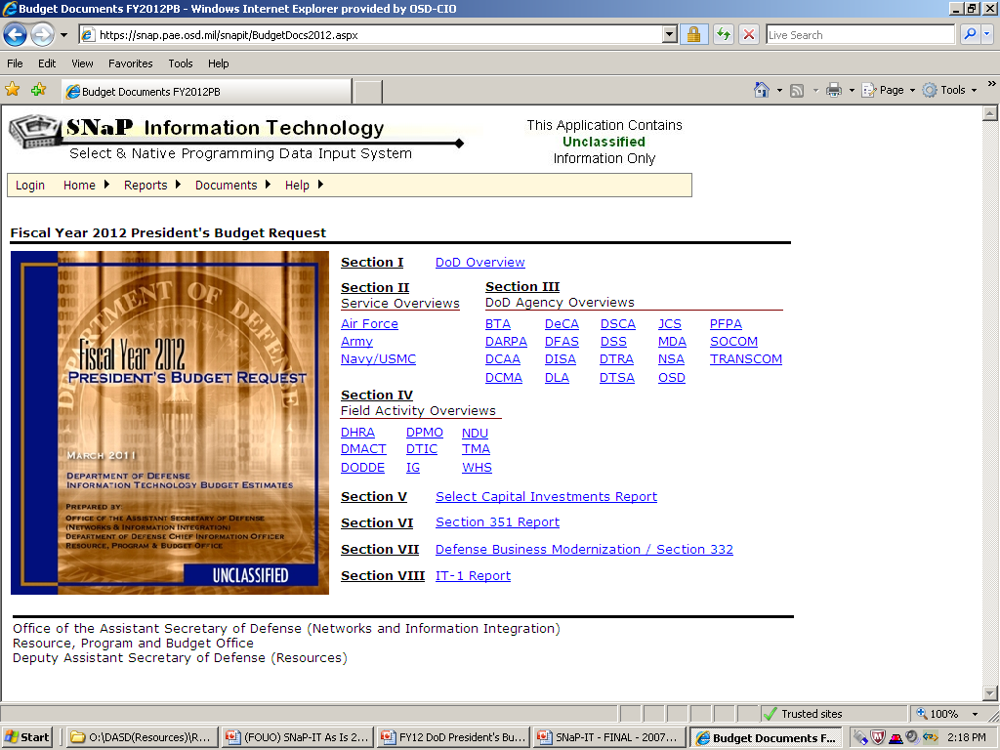 Budget Documents FY2012PB - Windows Internet Explorer provided by OSD-CIO
https://snap.pae.osd.mil/snapit/BudgetDocs2012.aspx
Live Search
File Edit View Favorites Tools Help
Budget Documents FY2012PB
Page Tools
SNaP Information Technology
Select & Native Programming Data Input System
This Application Contains
Unclassified
Information Only
Login Home Reports Documents Help
Fiscal Year 2012 President's Budget Request
DEPARTMENT OF DEFENSE
Fiscal Year 2012
PRESIDENT'S BUDGET REQUEST
MARCH 2011
DEPARTMENT OF DEFENSE
INFORMATION TECHNOLOGY BUDGET ESTIMATES
PREPARED BY
OFFICE OF THE ASSISTANT SECRETARY OF DEFENSE
(NETWORKS & INFORMATION INTEGRATION)
DEPARTMENT OF DEFENSE CHIEF INFORMATION OFFICER
RESOURCE, PROGRAM & BUDGET OFFICE
UNCLASSIFIED
Section I DoD Overview
Section II
Service Overviews
Air Force
Army
Navy/USMC
Section III
DoD Agency Overviews
BTA DeCA DSCA JCS PFPA
DARPA DFAS DSS MDA SOCOM
DCAA DISA DTRA NSA TRANSCOM
DCMA DLA DTSA OSD
Section IV
Field Activity Overviews
DHRA DPMO NDU
DMACT DTIC TMA
DODDE IG WHS
Section V Select Capital Investments Report
Section VI Section 351 Report
Section VII Defense Business Modernization / Section 332
Section VIII IT-1 Report
Office of the Assistant Secretary of Defense (Networks and Information Integration)
Resource, Program and Budget Office
Deputy Assistant Secretary of Defense (Resources)
Trusted sites 100%
Start O:\DASD(Resources)\R... (FOUO) SNaP-IT As Is 2... FY12 DoD President's Bu... SNaP-IT - FINAL - 2007... Budget Documents F... 2:18 PM